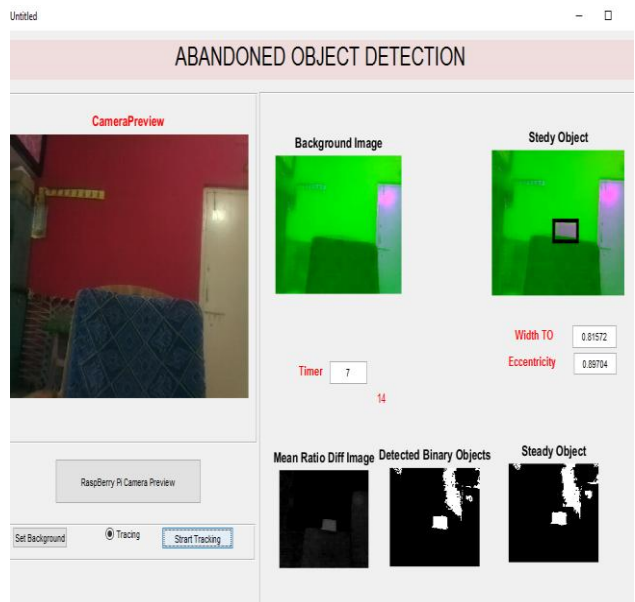 Untitled
ABANDONED OBJECT DETECTION
CameraPreview
Background Image
Stedy Object
Width TO 0.81572
Eccentricity 0.89704
Timer 7
14
Mean Ratio Diff Image Detected Binary Objects Steady Object
RaspBerry Pi Camera Preview
Set Background Tracing Strart Tracking